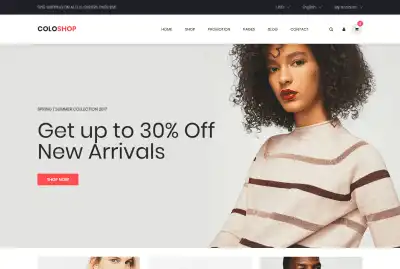 FREE SHIPPING ON ALL U.S ORDERS OVER $50
USD
English
My Account
COLOSHOP
HOME
SHOP
PROMOTION
PAGES
BLOG
CONTACT
SPRING / SUMMER COLLECTION 2017
Get up to 30% Off
New Arrivals
SHOP NOW